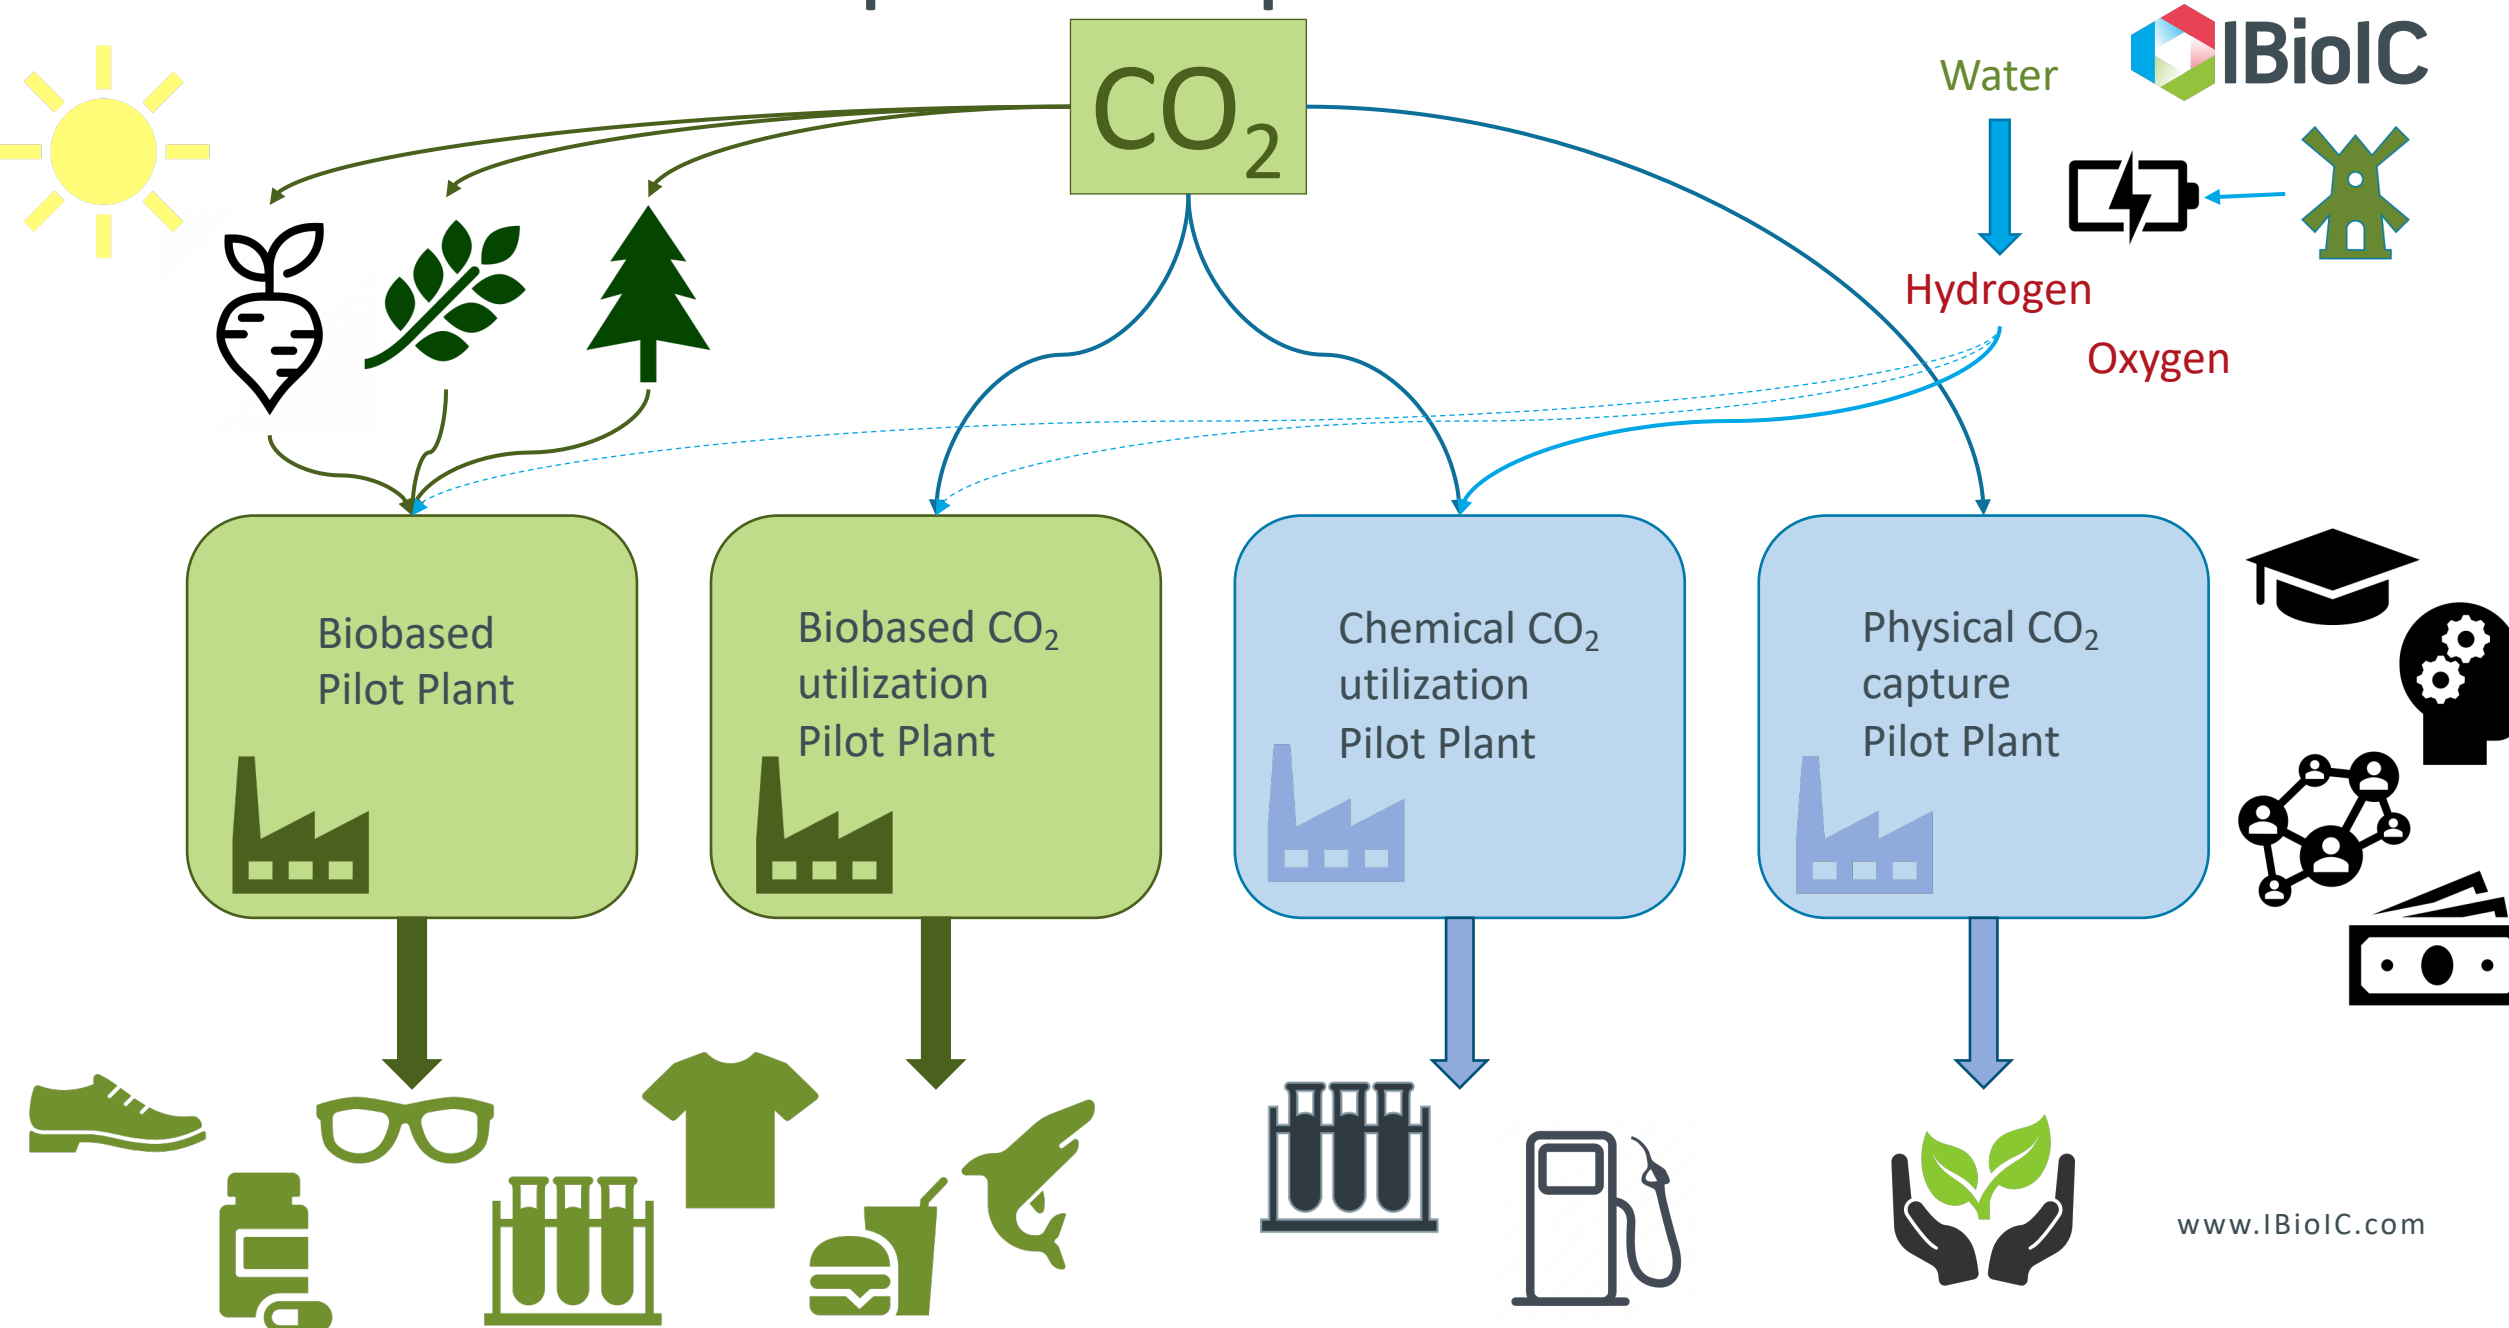 CO₂
IBioIC
Water
Hydrogen
Oxygen
Biobased
Pilot Plant
Biobased CO₂
utilization
Pilot Plant
Chemical CO₂
utilization
Pilot Plant
Physical CO₂
capture
Pilot Plant
www.IBioIC.com